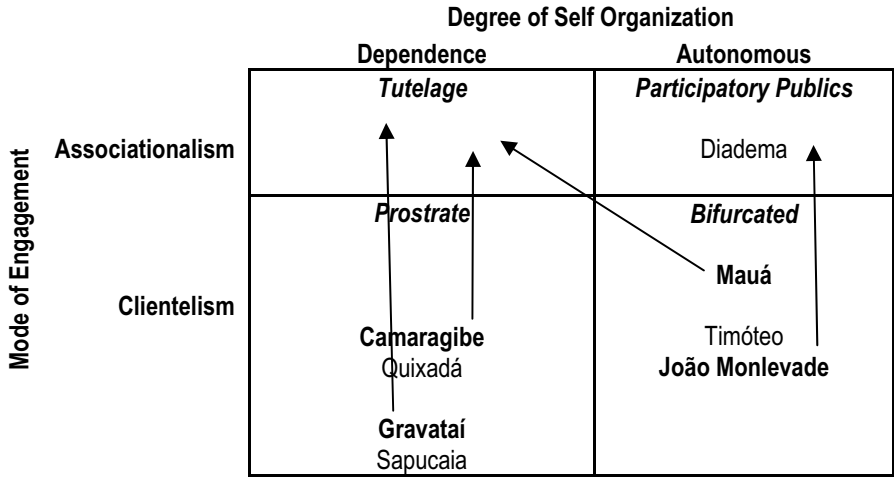 Degree of Self Organization
Dependence Autonomous
Tutelage Participatory Publics
Associationalism Diadema
Prostrate Bifurcated
Mode of Engagement
Mauá
Clientelism
Camaragibe Timóteo
Quixadá João Monlevade
Gravataí
Sapucaia